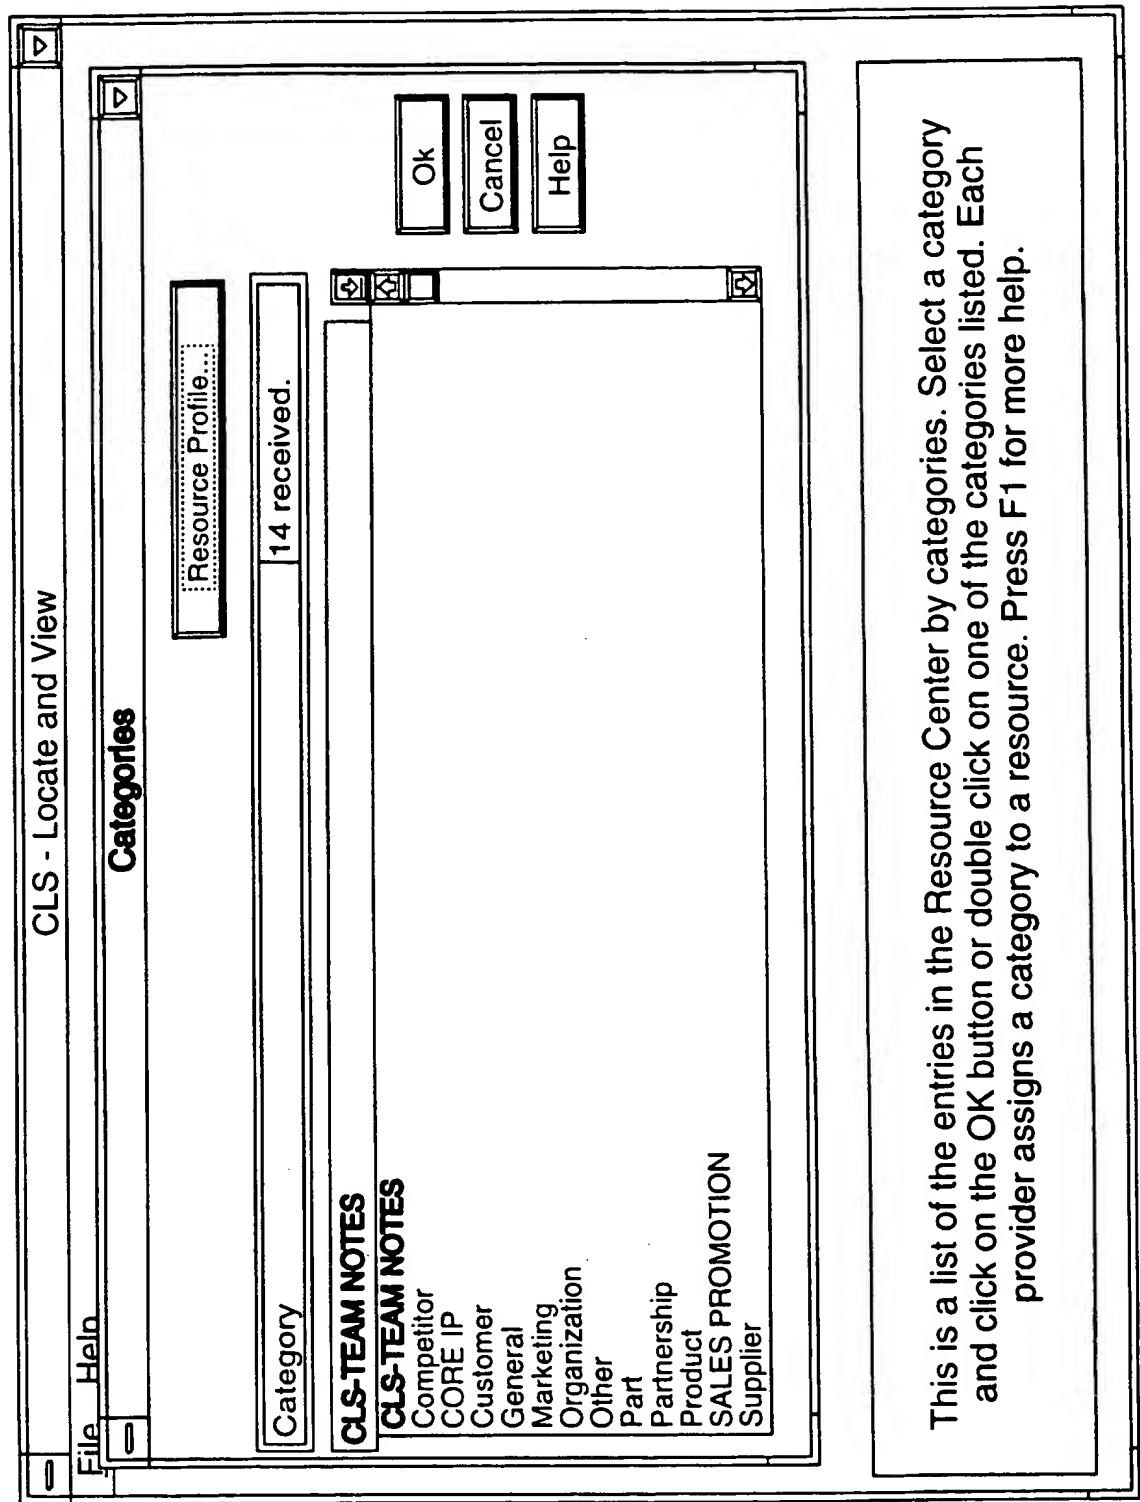 CLS - Locate and View
File Help
Categories
Resource Profile...
Category
14 received.
CLS-TEAM NOTES
CLS-TEAM NOTES
Competitor
CORE IP
Customer
General
Marketing
Organization
Other
Part
Partnership
Product
SALES PROMOTION
Supplier
Ok
Cancel
Help
This is a list of the entries in the Resource Center by categories. Select a category
and click on the OK button or double click on one of the categories listed. Each
provider assigns a category to a resource. Press F1 for more help.